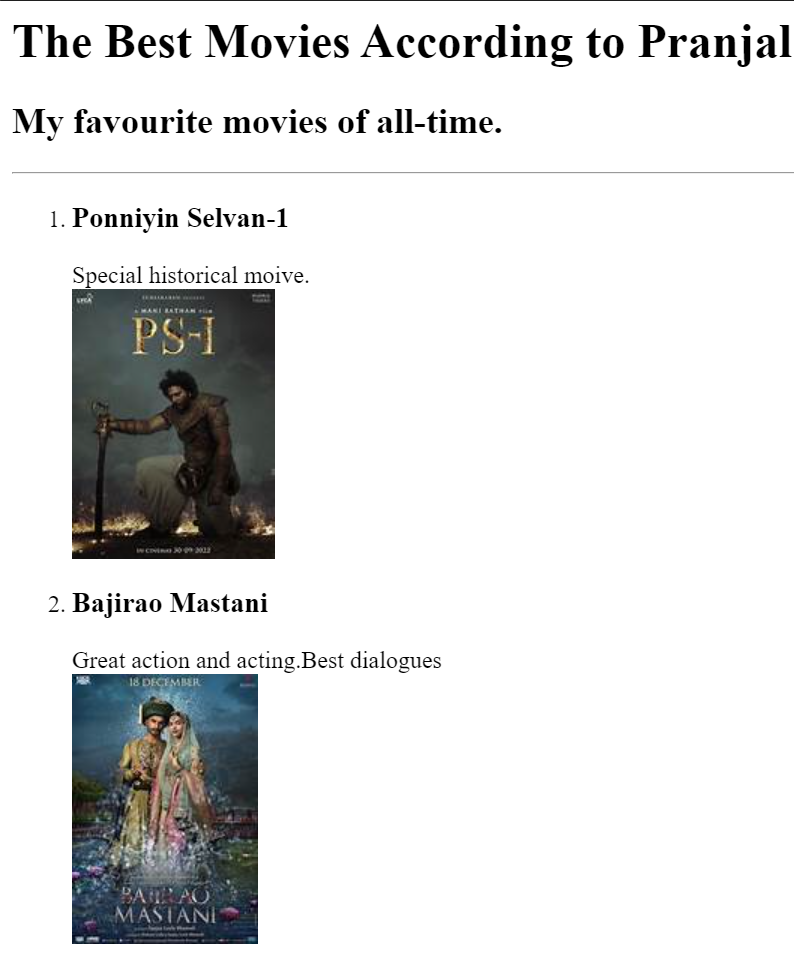 The Best Movies According to Pranjal
My favourite movies of all-time.
1. Ponniyin Selvan-1
Special historical moive.
LYCA
A MANI RATNAM FILM
PS-I
IN CINEMAS 30-09-2022
2. Bajirao Mastani
Great action and acting.Best dialogues
18 DECEMBER
BAJIRAO
MASTANI